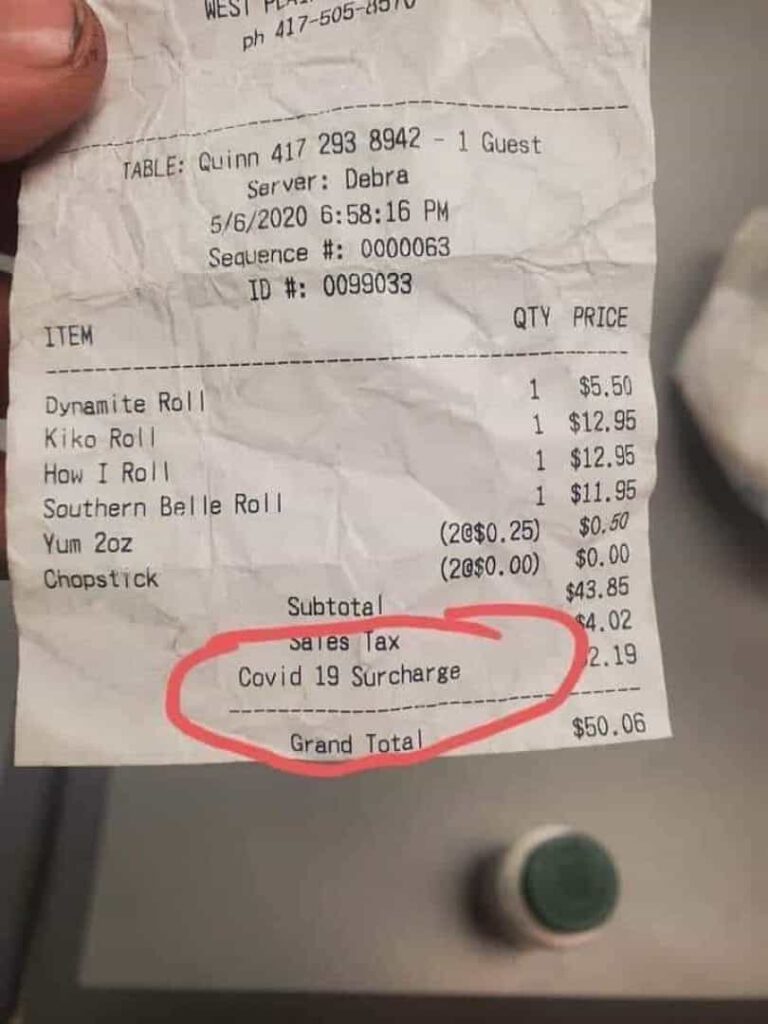 WEST
ph 417-505-8570
TABLE: Quinn 417 293 8942 - 1 Guest
Server: Debra
5/6/2020 6:58:16 PM
Sequence #: 0000063
ID #: 0099033
ITEM QTY PRICE
Dynamite Roll 1 $5.50
Kiko Roll 1 $12.95
How I Roll 1 $12.95
Southern Belle Roll 1 $11.95
Yum 2oz (2@$0.25) $0.50
Chopstick (2@$0.00) $0.00
Subtotal $43.85
Sales Tax $4.02
Covid 19 Surcharge 2.19
Grand Total $50.06